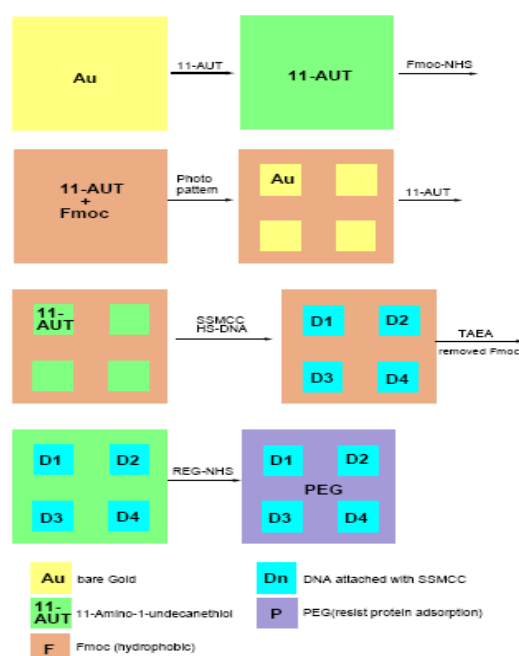 Au
11-AUT
11-AUT
Fmoc-NHS
11-AUT
+
Fmoc
Photo
pattern
Au
11-AUT
11-
AUT
SSMCC
HS-DNA
D1 D2
D3 D4
TAEA
removed Fmoc
D1 D2
D3 D4
REG-NHS
D1 D2
PEG
D3 D4
Au bare Gold
Dn DNA attached with SSMCC
11-
AUT 11-Amino-1-undecanethiol
P PEG(resist protein adsorption)
F Fmoc (hydrophobic)